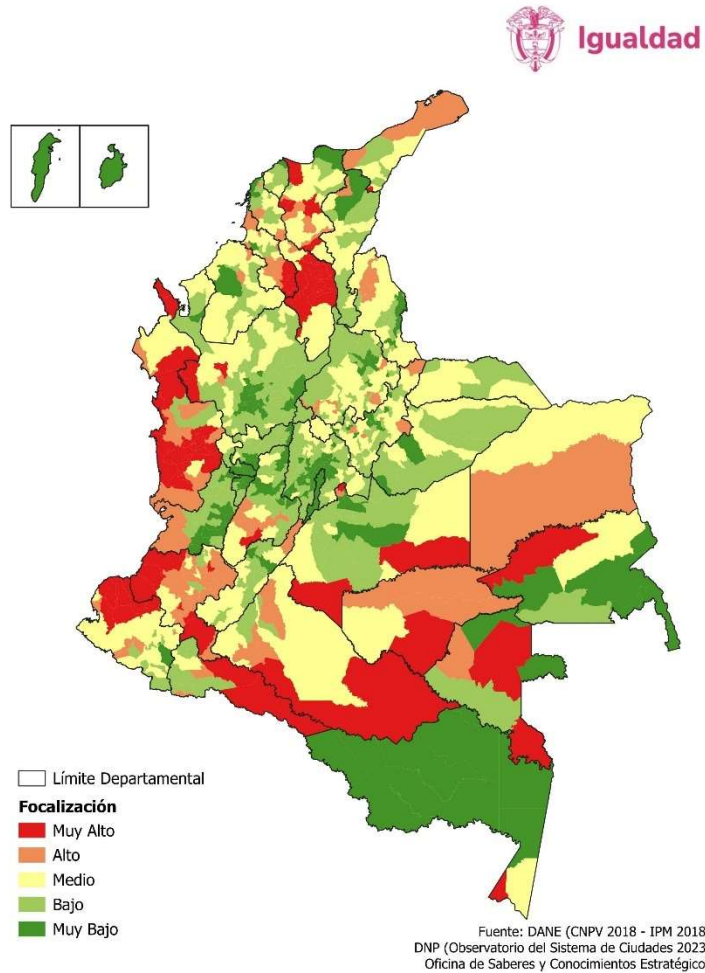 Igualdad
Límite Departamental
Focalización
Muy Alto
Alto
Medio
Bajo
Muy Bajo
Fuente: DANE (CNPV 2018 - IPM 2018
DNP (Observatorio del Sistema de Ciudades 2023
Oficina de Saberes y Conocimientos Estratégico